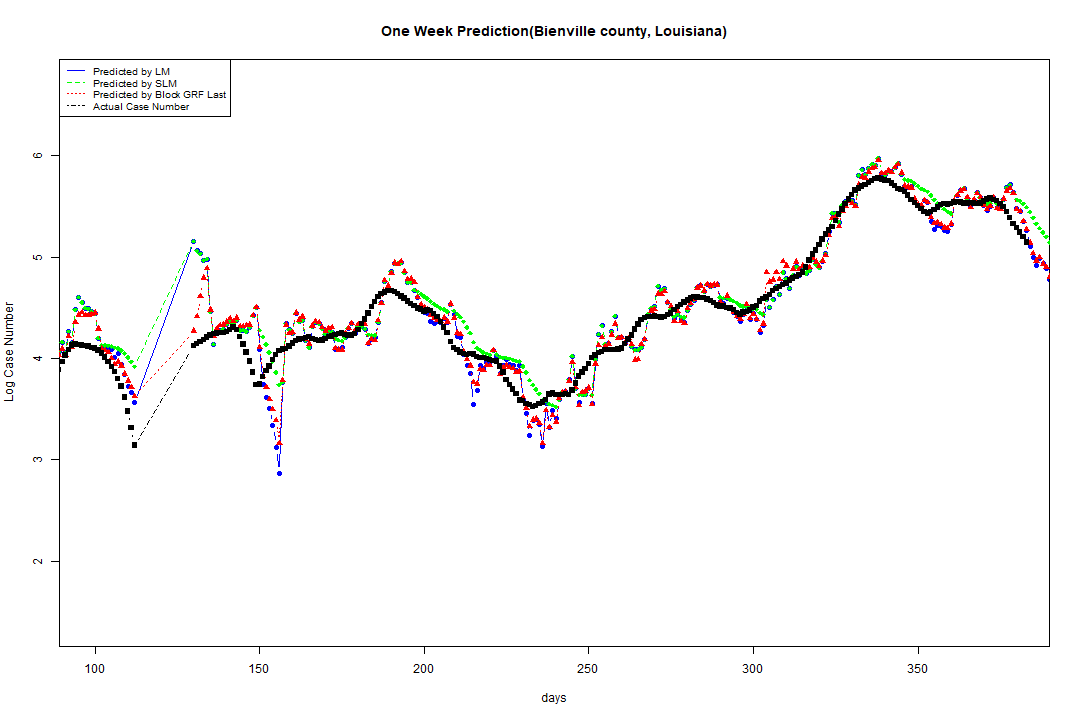 One Week Prediction(Bienville county, Louisiana)
Predicted by LM
Predicted by SLM
Predicted by Block GRF Last
Actual Case Number
6
5
4
3
2
Log Case Number
100 150 200 250 300 350
days